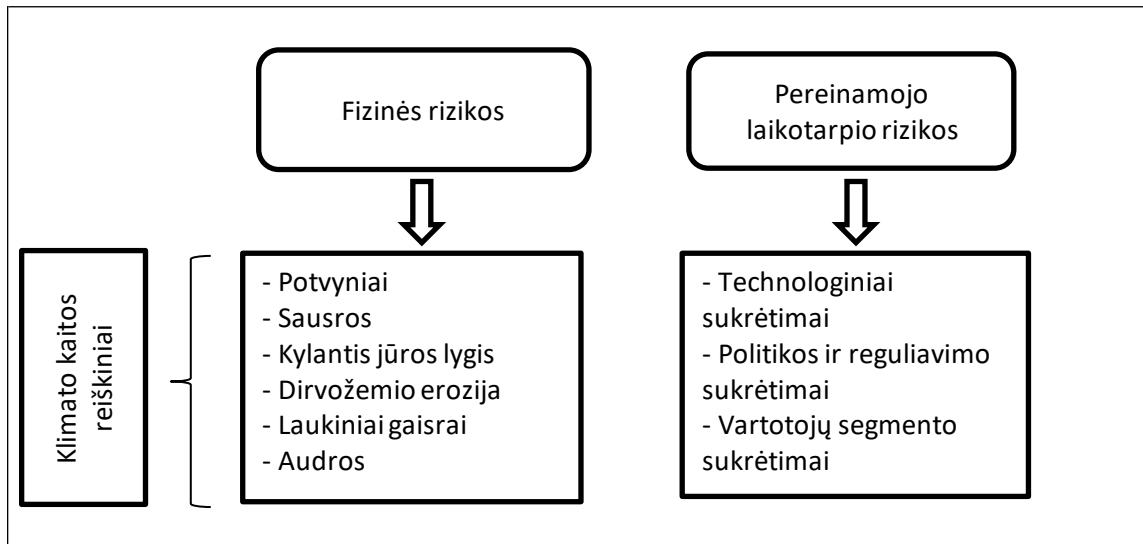 Fizinės rizikos
Pereinamojo
laikotarpio rizikos
Klimato kaitos
reiškiniai
- Potvyniai
- Sausros
- Kylantis jūros lygis
- Dirvožemio erozija
- Laukiniai gaisrai
- Audros
- Technologiniai
sukrėtimai
- Politikos ir reguliavimo
sukrėtimai
- Vartotojų segmento
sukrėtimai